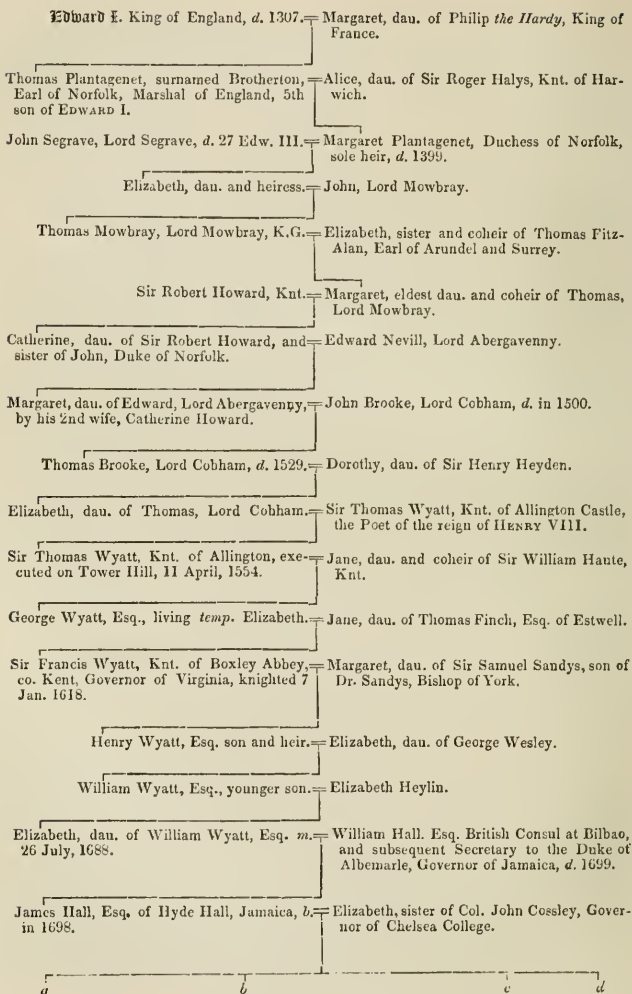 Edward I. King of England, d. 1307. = Margaret, dau. of Philip the Hardy, King of
France.
Thomas Plantagenet, surnamed Brotherton, = Alice, dau. of Sir Roger Halys, Knt. of Har-
Earl of Norfolk, Marshal of England, 5th wich.
son of EDWARD I.
John Segrave, Lord Segrave, d. 27 Edw. III. = Margaret Plantagenet, Duchess of Norfolk,
sole heir, d. 1399.
Elizabeth, dau. and heiress. = John, Lord Mowbray.
Thomas Mowbray, Lord Mowbray, K.G. = Elizabeth, sister and coheir of Thomas Fitz-
Alan, Earl of Arundel and Surrey.
Sir Robert Howard, Knt. = Margaret, eldest dau. and coheir of Thomas,
Lord Mowbray.
Catherine, dau. of Sir Robert Howard, and = Edward Nevill, Lord Abergavenny.
sister of John, Duke of Norfolk.
Margaret, dau. of Edward, Lord Abergavenny, = John Brooke, Lord Cobham, d. in 1500.
by his 2nd wife, Catherine Howard.
Thomas Brooke, Lord Cobham, d. 1529. = Dorothy, dau. of Sir Henry Heyden.
Elizabeth, dau. of Thomas, Lord Cobham. = Sir Thomas Wyatt, Knt. of Allington Castle,
the Poet of the reign of HENRY VIII.
Sir Thomas Wyatt, Knt. of Allington, exe- = Jane, dau. and coheir of Sir William Haute,
cuted on Tower Hill, 11 April, 1554. Knt.
George Wyatt, Esq., living temp. Elizabeth. = Jane, dau. of Thomas Finch, Esq. of Estwell.
Sir Francis Wyatt, Knt. of Boxley Abbey, = Margaret, dau. of Sir Samuel Sandys, son of
co. Kent, Governor of Virginia, knighted 7 Dr. Sandys, Bishop of York.
Jan. 1618.
Henry Wyatt, Esq. son and heir. = Elizabeth, dau. of George Wesley.
William Wyatt, Esq., younger son. = Elizabeth Heylin.
Elizabeth, dau. of William Wyatt, Esq. m. = William Hall. Esq. British Consul at Bilbao,
26 July, 1688. and subsequent Secretary to the Duke of
Albemarle, Governor of Jamaica, d. 1699.
James Hall, Esq. of Hyde Hall, Jamaica, b. = Elizabeth, sister of Col. John Cossley, Gover-
in 1698. nor of Chelsea College.
a b c d